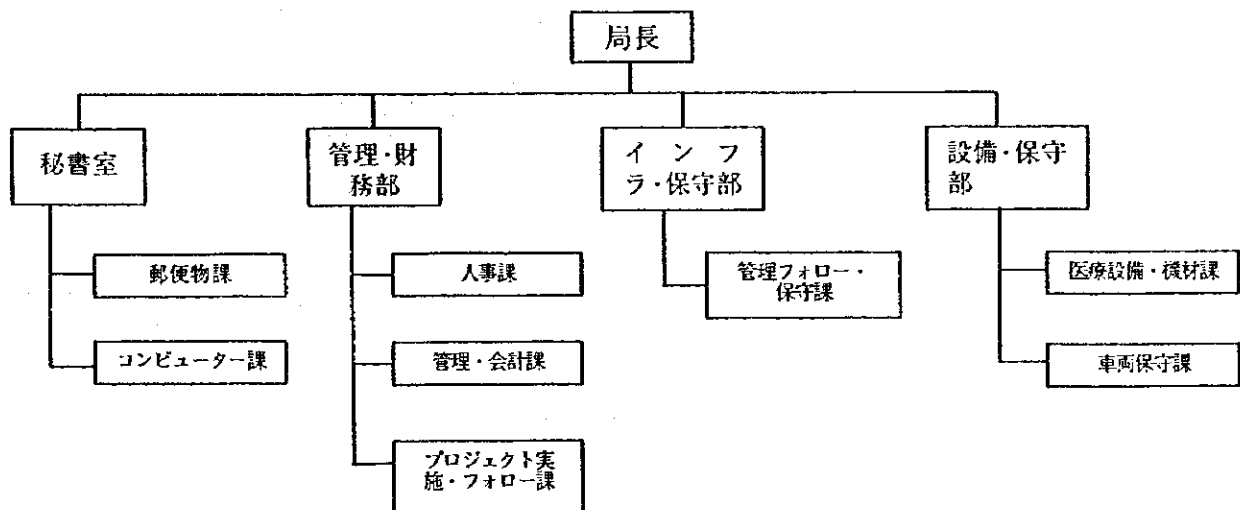 局長
秘書室
管理・財
務部
インフ
ラ・保守部
設備・保守
部
郵便物課
人事課
管理フォロー・
保守課
医療設備・機材課
コンピューター課
管理・会計課
車両保守課
プロジェクト実
施・フォロー課